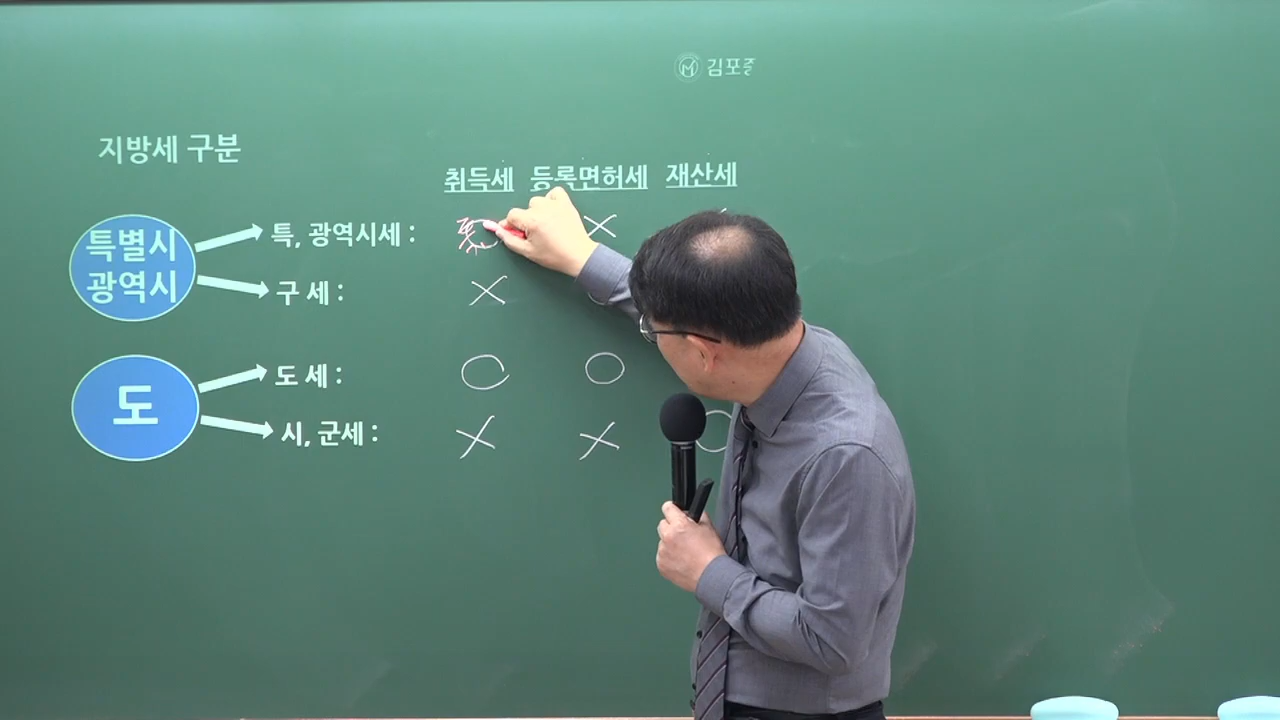 김포중
지방세 구분
취득세 등록면허세 재산세
특별시
광역시
특, 광역시세 : ×
구 세 : ×
도 세 : ○ ○
시, 군세 : × × ○
도